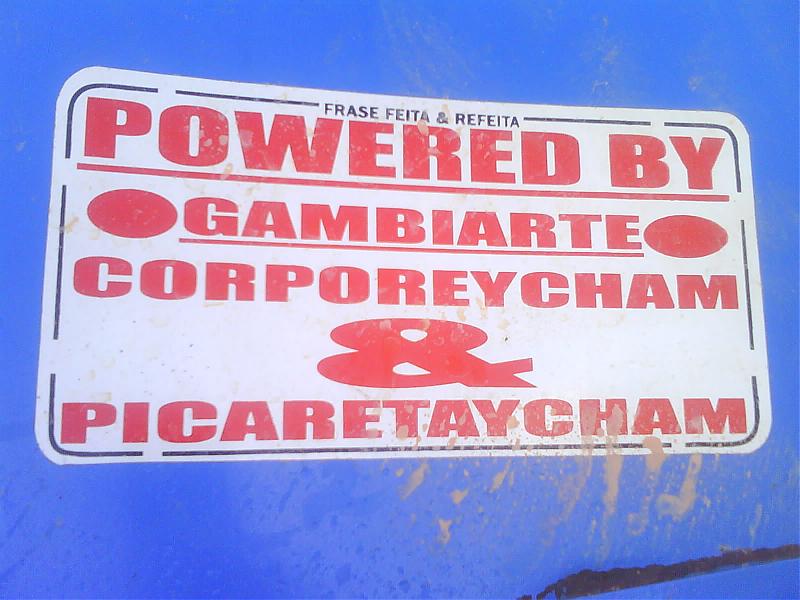 FRASE FEITA & REFEITA
POWERED BY
GAMBIARTE
CORPOREYCHAM
&
PICARETAYCHAM